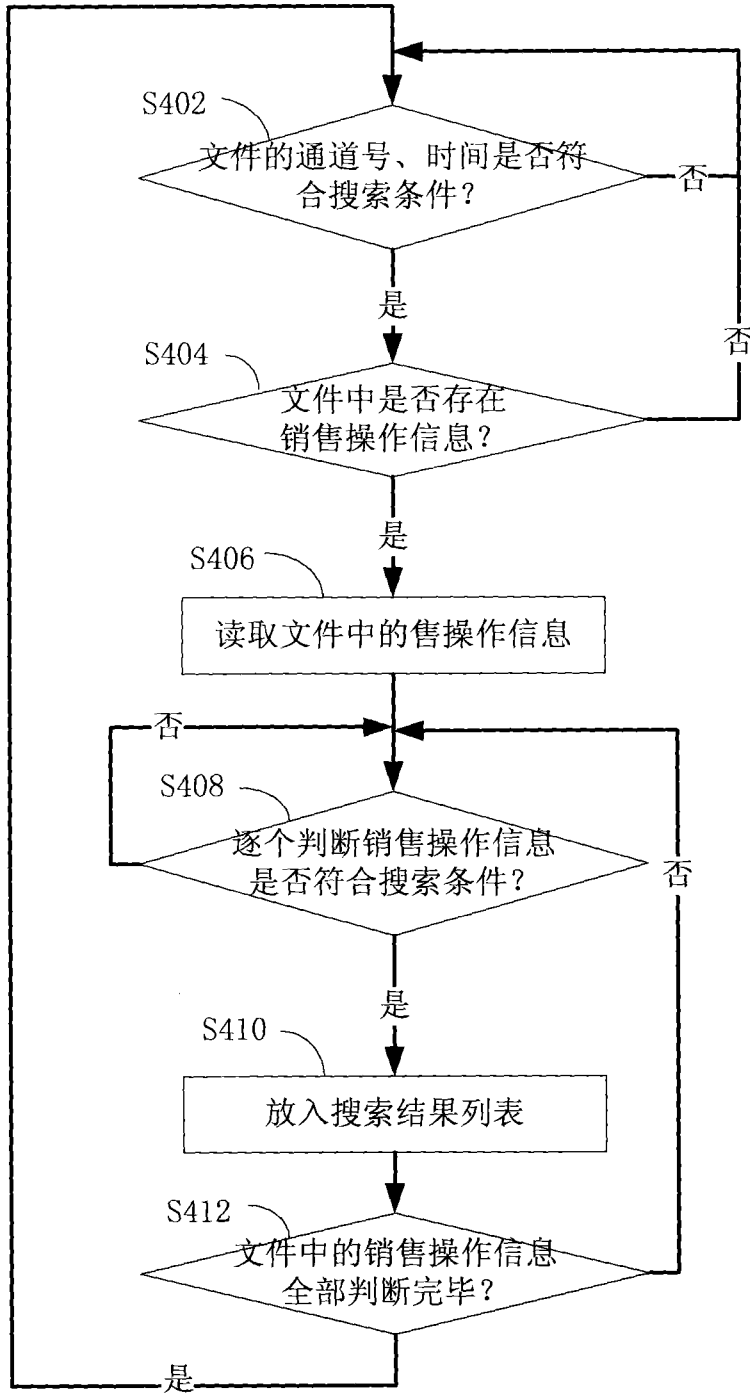 S402
文件的通道号、时间是否符
合搜索条件？
否
是
否
S404
文件中是否存在
销售操作信息？
是
S406
读取文件中的售操作信息
否
S408
逐个判断销售操作信息
是否符合搜索条件？
否
是
S410
放入搜索结果列表
S412
文件中的销售操作信息
全部判断完毕？
是